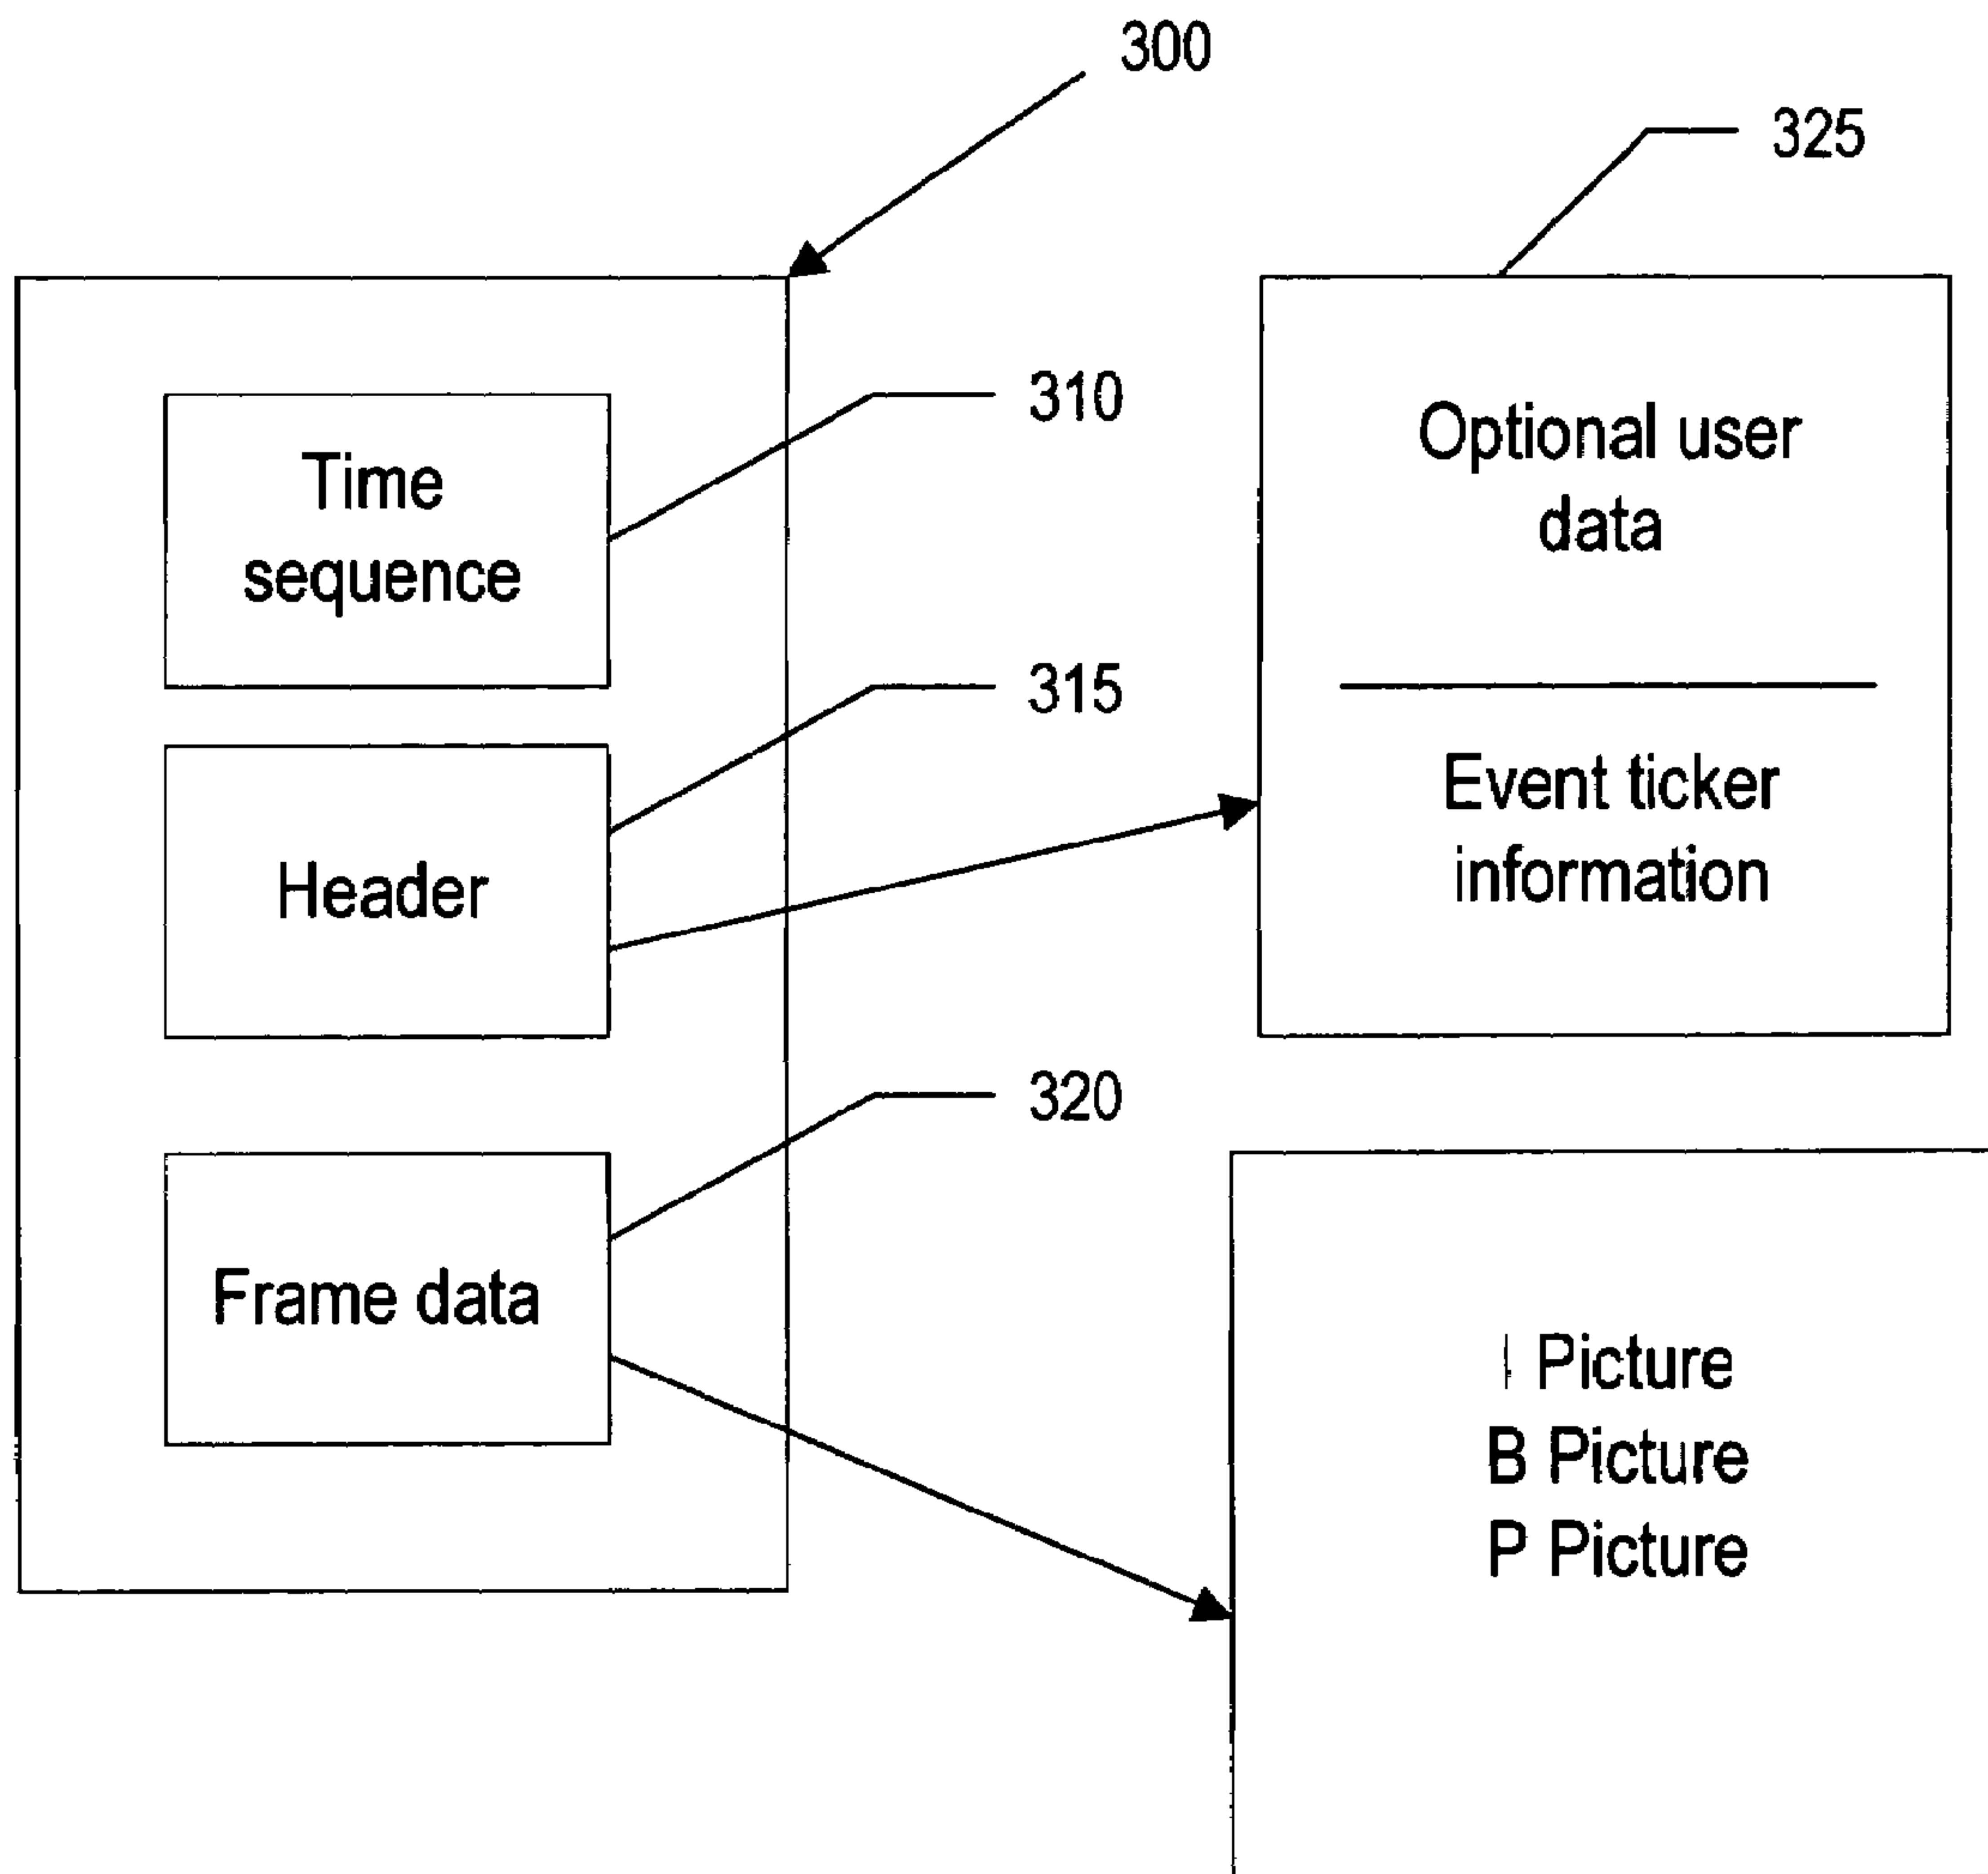 300
325
310
Time
sequence
Optional user
data
315
Header
Event ticker
information
320
Frame data
I Picture
B Picture
P Picture